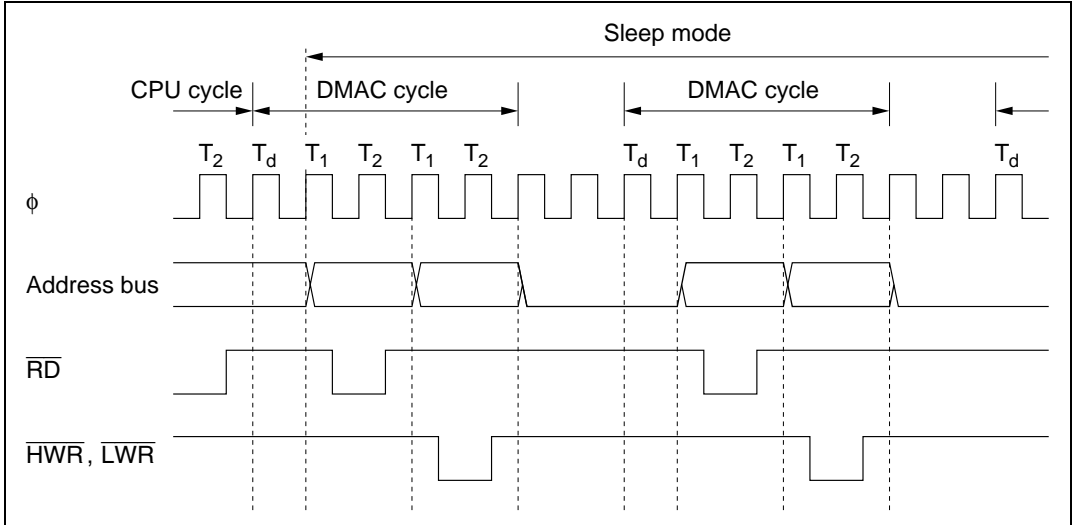 Sleep mode
CPU cycle DMAC cycle DMAC cycle
T2 Td T1 T2 T1 T2 Td T1 T2 T1 T2 Td
φ
Address bus
RD
HWR, LWR